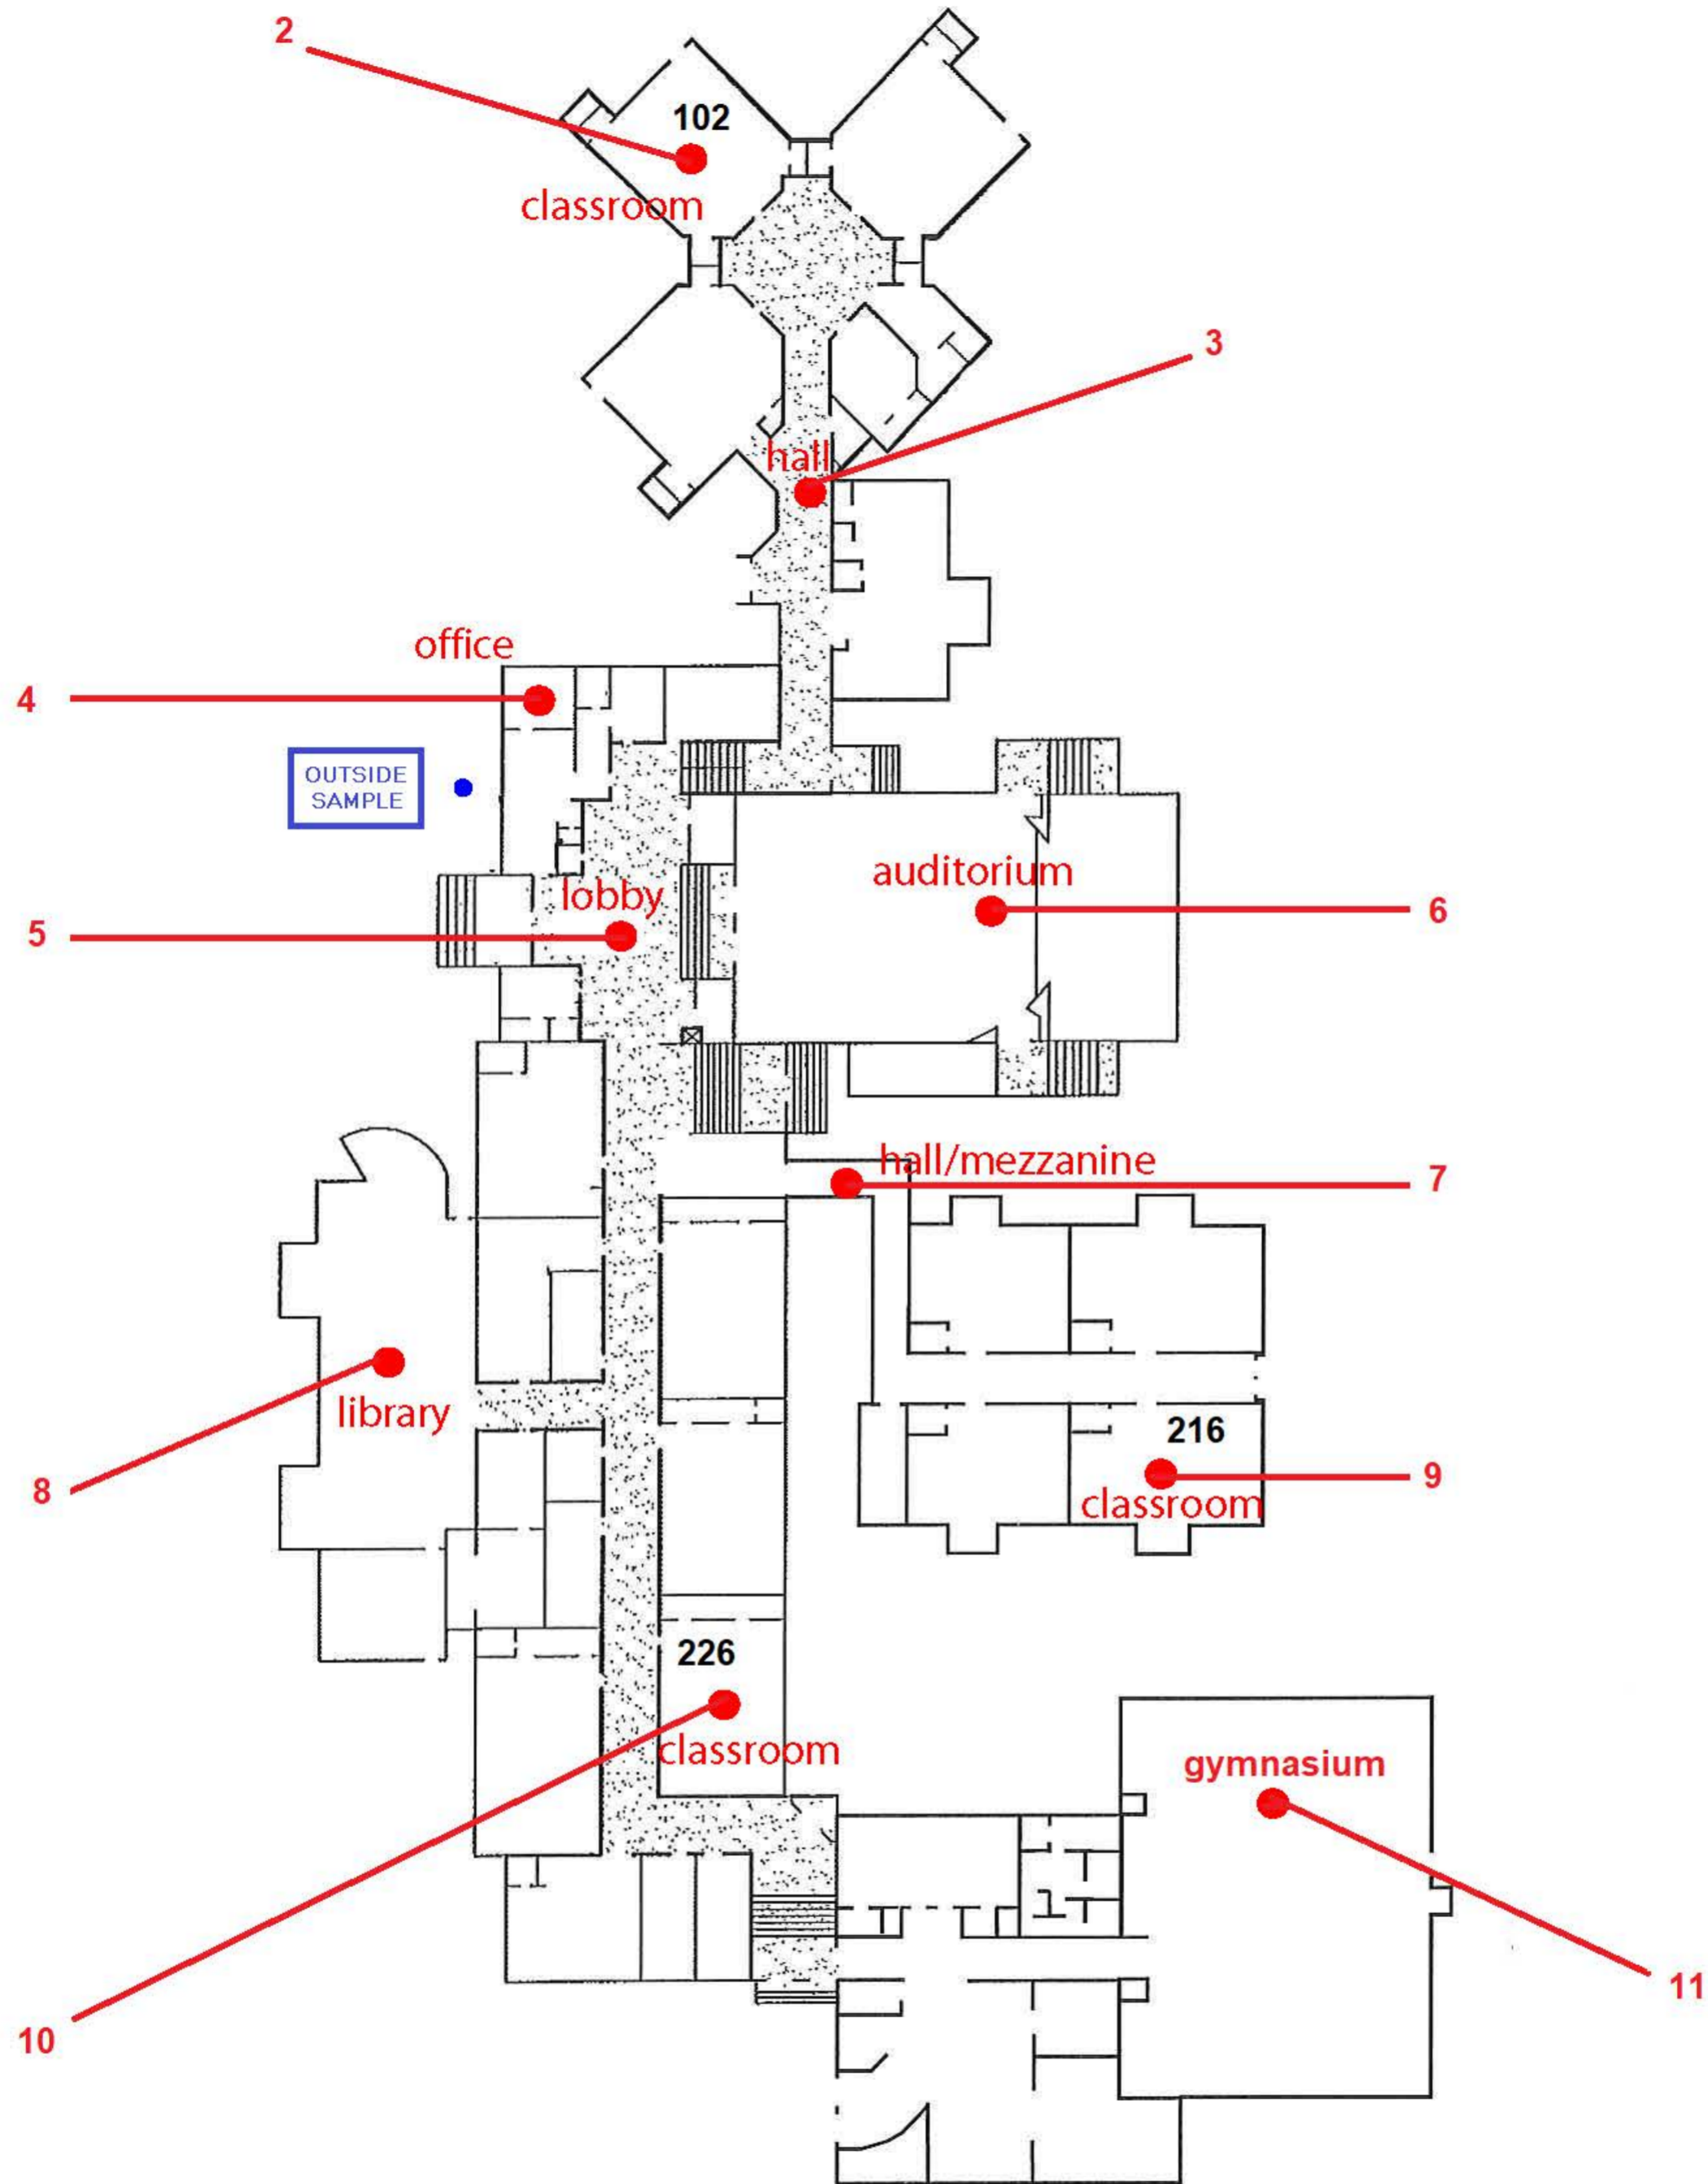 2
102
classroom
3
hall
office
4
OUTSIDE
SAMPLE
auditorium
lobby
5
6
hall/mezzanine
7
library
8
216
9
classroom
226
classroom
gymnasium
10
11